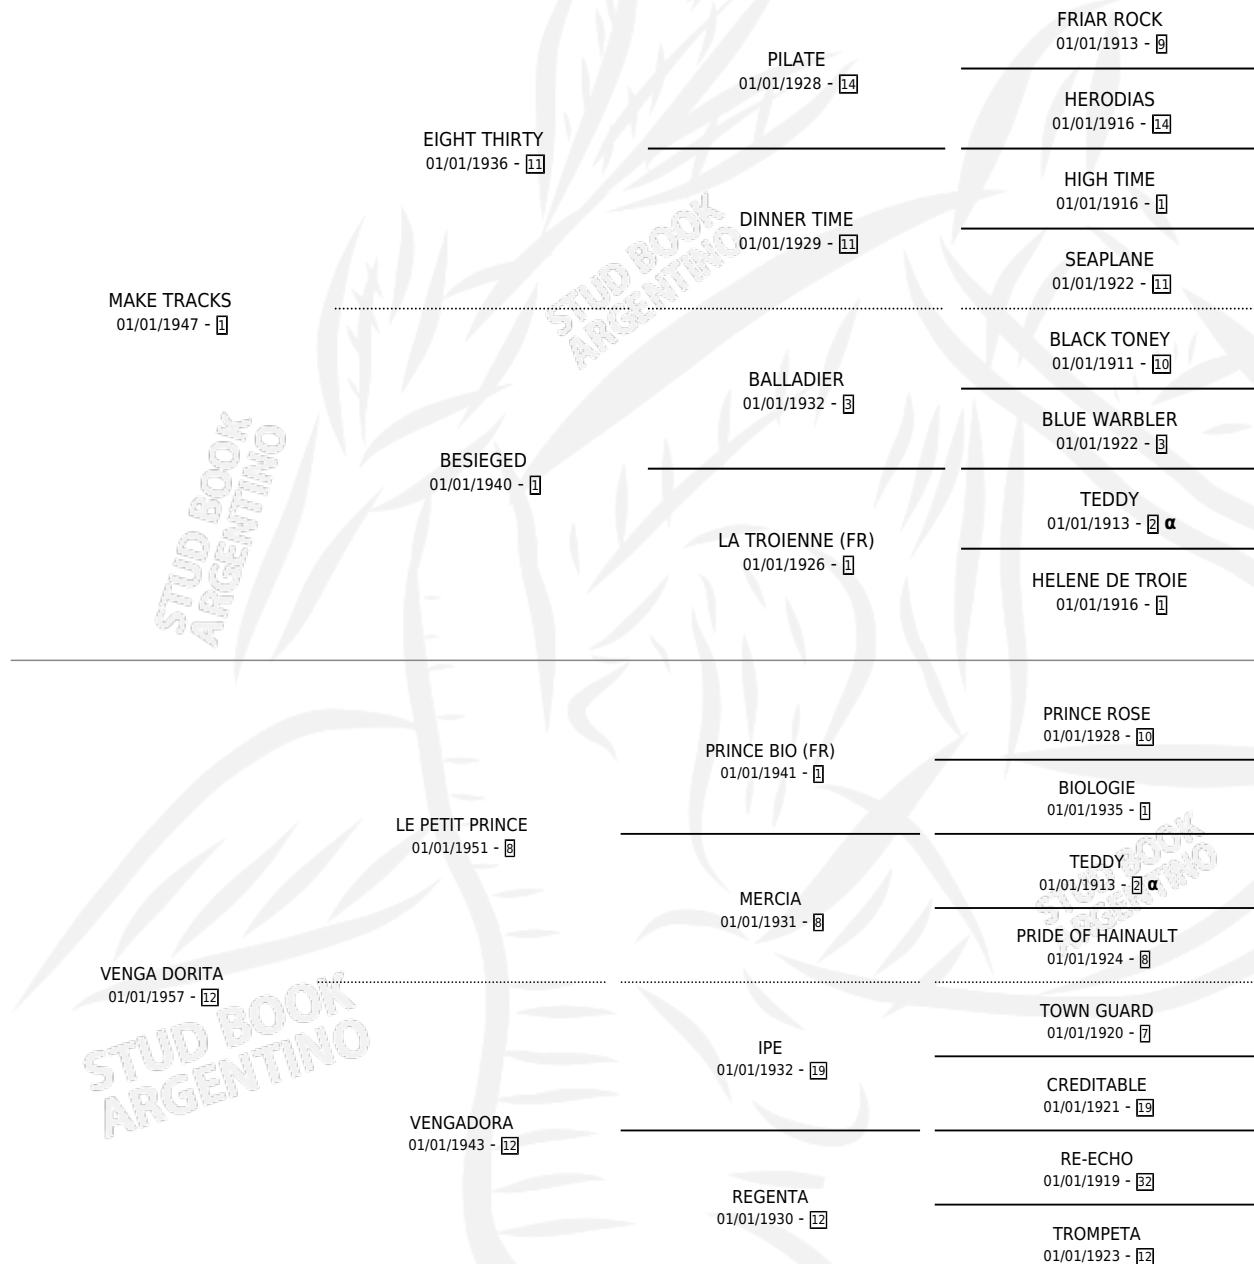 FRIAR ROCK
01/01/1913 - 9
PILATE
01/01/1928 - 14
HERODIAS
01/01/1916 - 14
EIGHT THIRTY
01/01/1936 - 11
HIGH TIME
01/01/1916 - 1
DINNER TIME
01/01/1929 - 11
SEAPLANE
01/01/1922 - 11
MAKE TRACKS
01/01/1947 - 1
BLACK TONEY
01/01/1911 - 10
BALLADIER
01/01/1932 - 3
BLUE WARBLER
01/01/1922 - 3
BESIEGED
01/01/1940 - 1
TEDDY
01/01/1913 - 2 α
LA TROIENNE (FR)
01/01/1926 - 1
HELENE DE TROIE
01/01/1916 - 1
PRINCE ROSE
01/01/1928 - 10
PRINCE BIO (FR)
01/01/1941 - 1
BIOLOGIE
01/01/1935 - 1
LE PETIT PRINCE
01/01/1951 - 8
TEDDY
01/01/1913 - 2 α
MERCIA
01/01/1931 - 8
PRIDE OF HAINAULT
01/01/1924 - 8
VENGA DORITA
01/01/1957 - 12
TOWN GUARD
01/01/1920 - 7
IPE
01/01/1932 - 19
CREDITABLE
01/01/1921 - 19
VENGADORA
01/01/1943 - 12
RE-ECHO
01/01/1919 - 32
REGENTA
01/01/1930 - 12
TROMPETA
01/01/1923 - 12
STUD BOOK
ARGENTINO
STUD BOOK
ARGENTINO
STUD BOOK
ARGENTINO
STUD BOOK
ARGENTINO